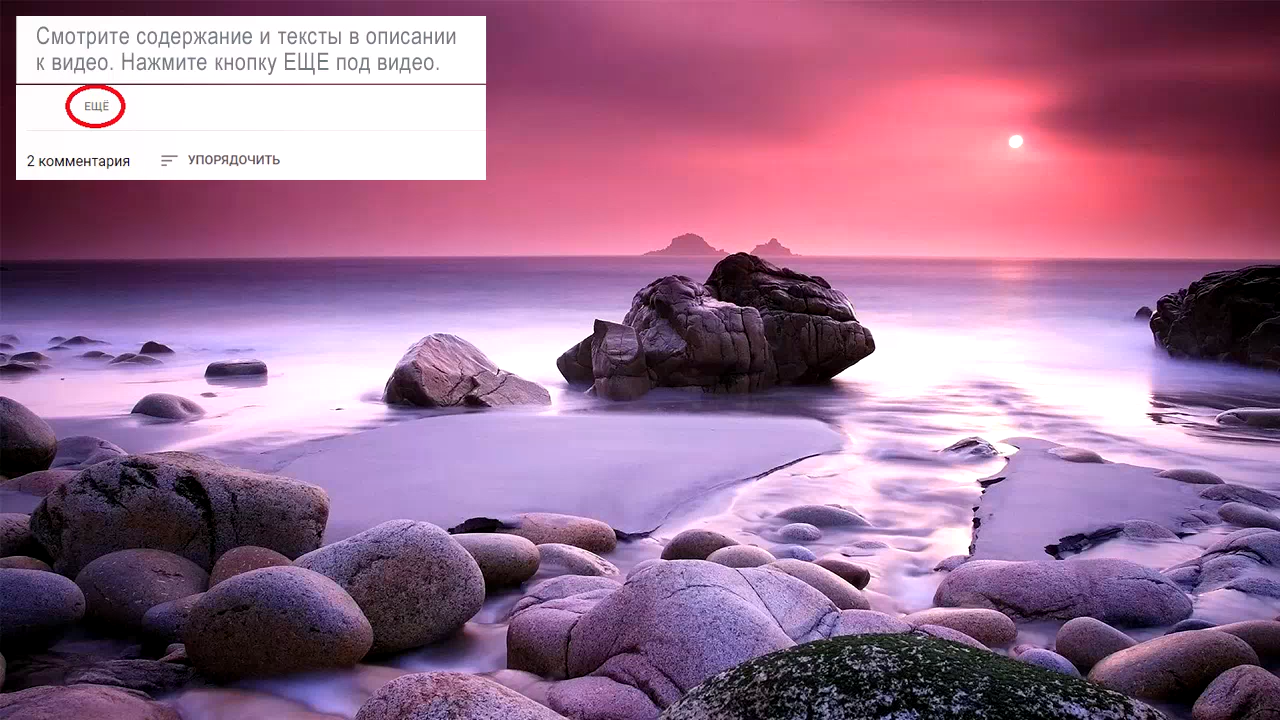 Смотрите содержание и тексты в описании
к видео. Нажмите кнопку ЕЩЕ под видео.
ЕЩЁ
2 комментария УПОРЯДОЧИТЬ